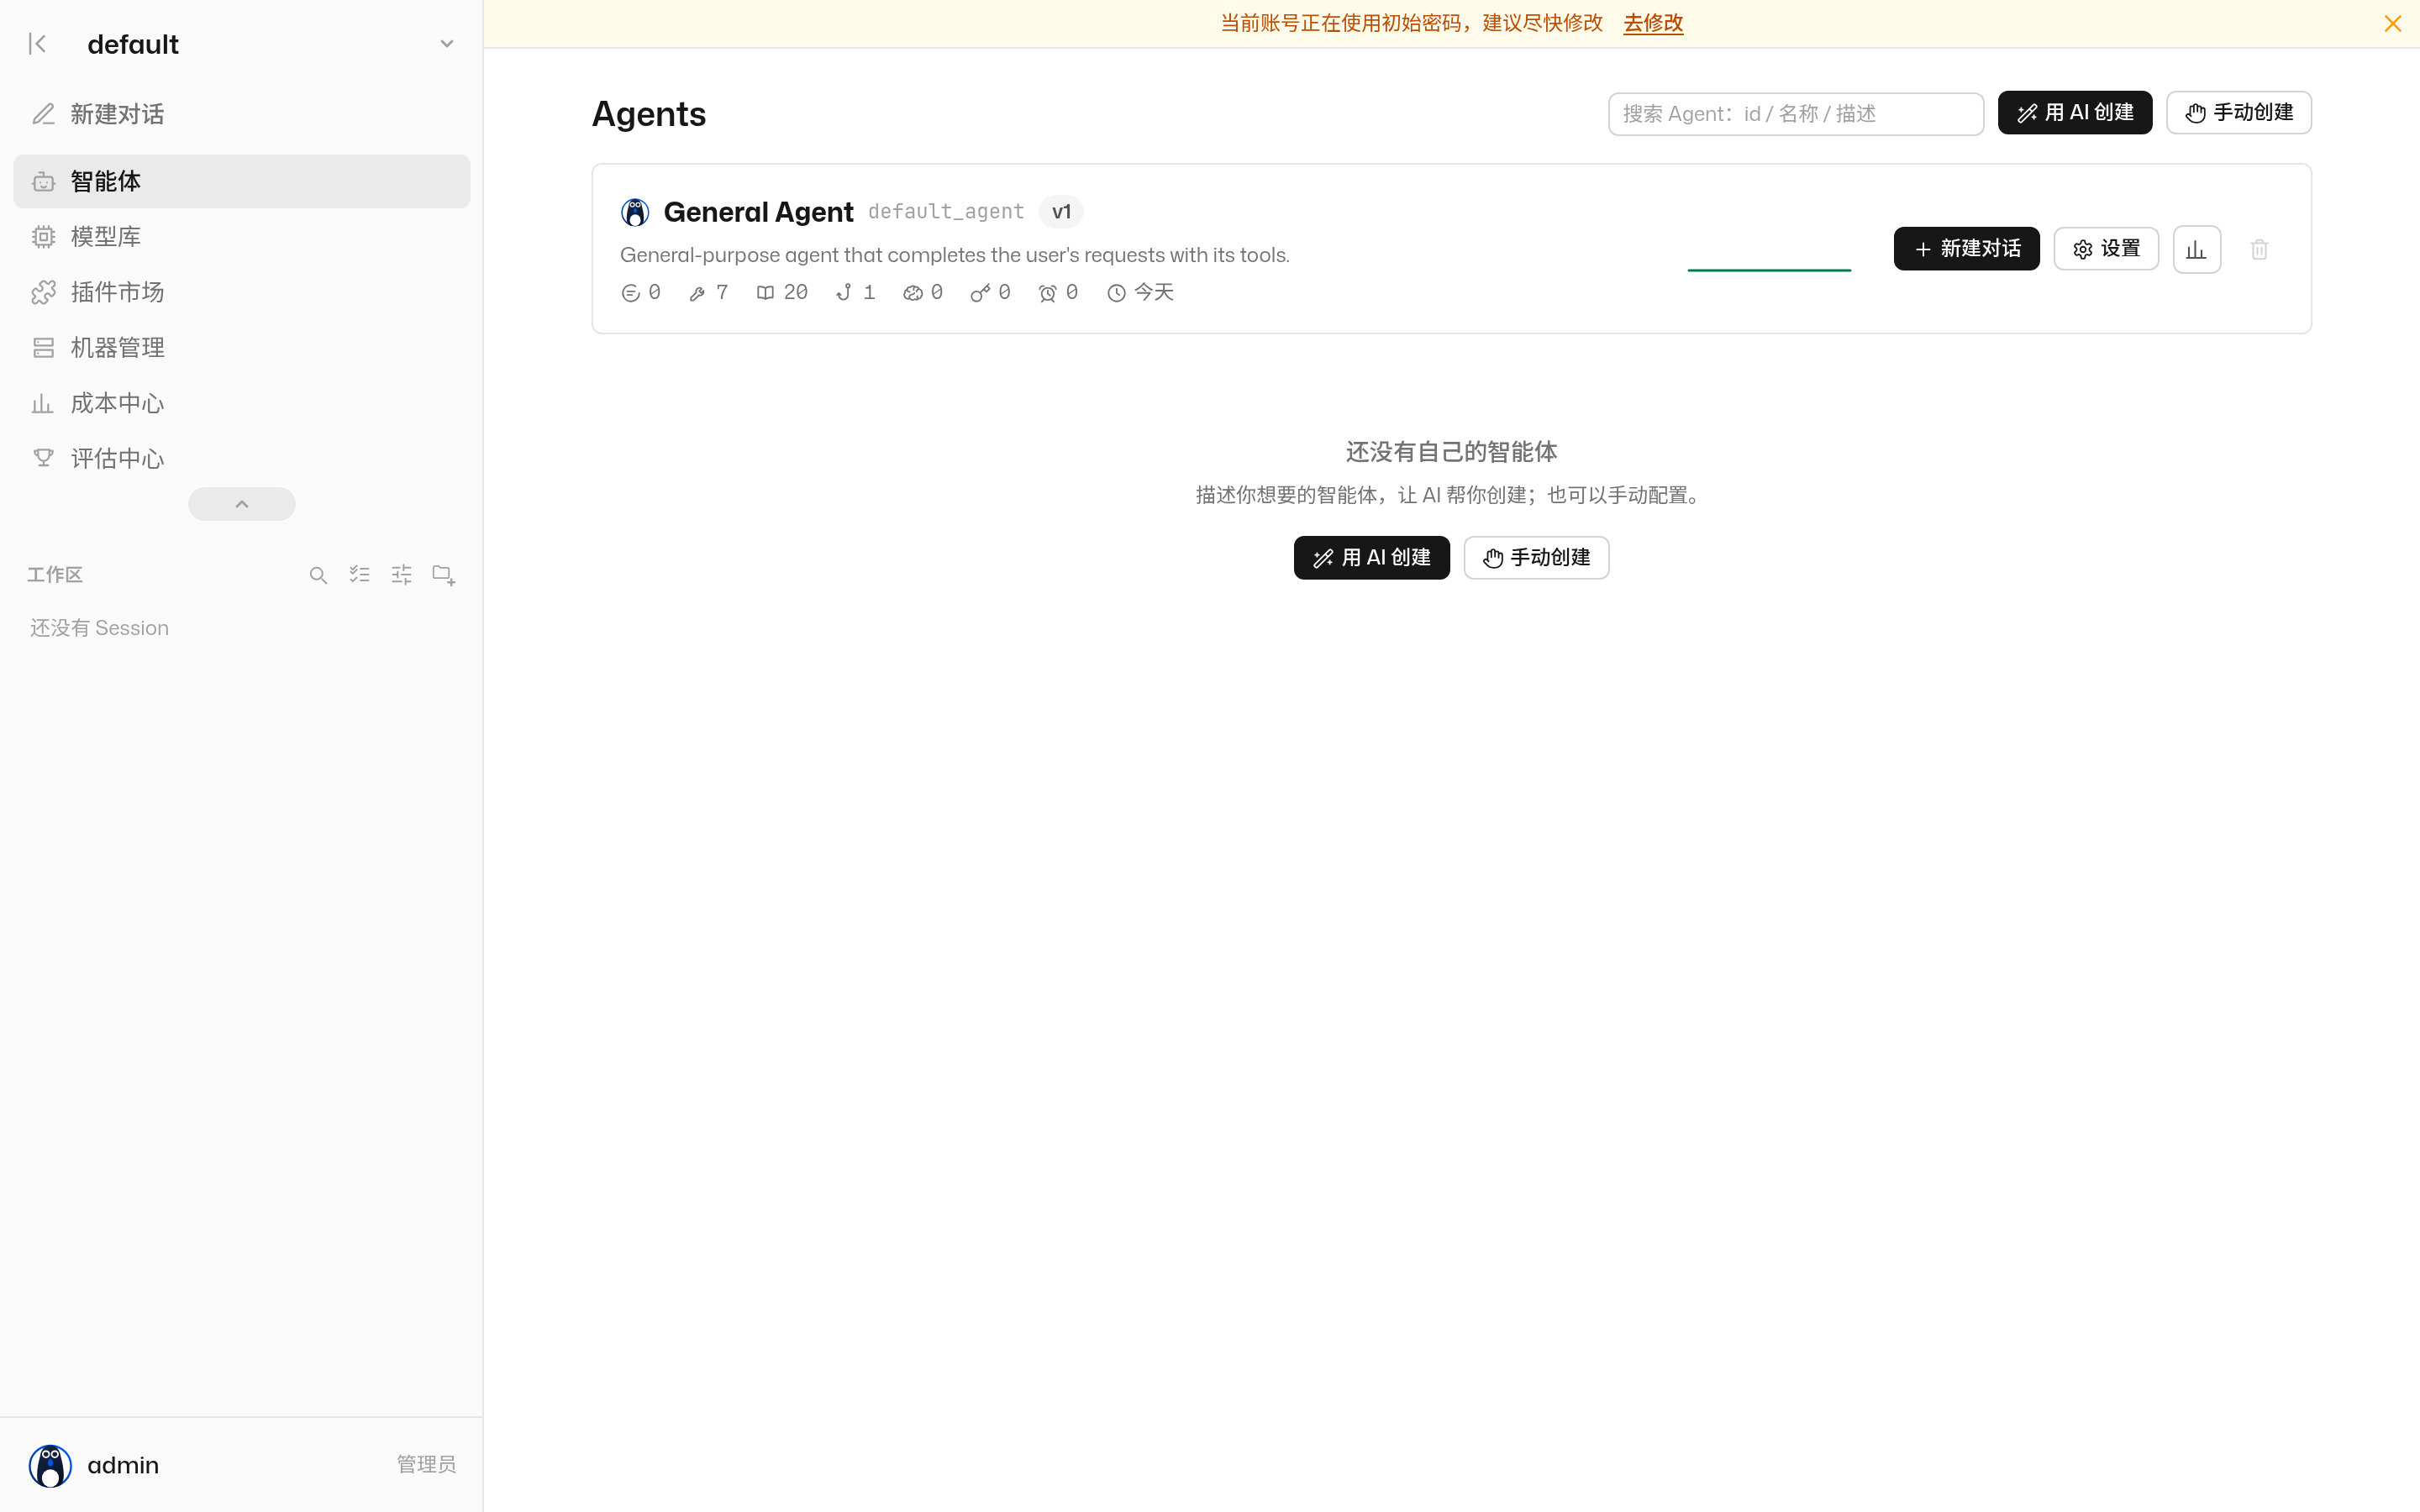 default
新建对话
智能体
模型库
插件市场
机器管理
成本中心
评估中心
工作区
还没有 Session
admin
管理员
当前账号正在使用初始密码，建议尽快修改 去修改
Agents
搜索 Agent：id / 名称 / 描述
用 AI 创建
手动创建
General Agent default_agent v1
General-purpose agent that completes the user's requests with its tools.
0 7 20 1 0 0 0 今天
新建对话
设置
还没有自己的智能体
描述你想要的智能体，让 AI 帮你创建；也可以手动配置。
用 AI 创建
手动创建